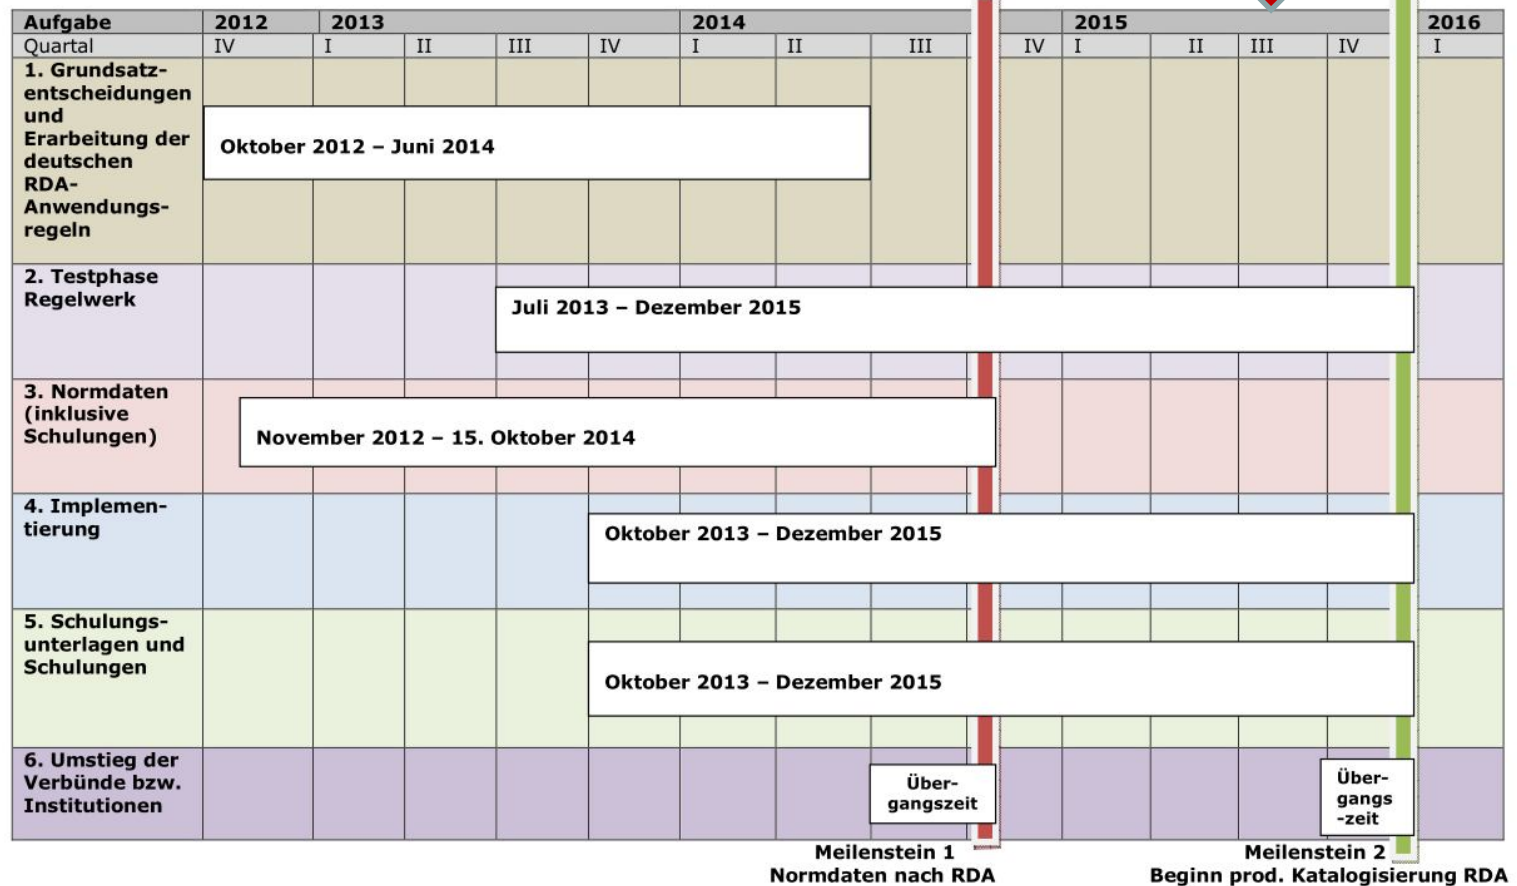 Aufgabe 2012 2013 2014 2015 2016
Quartal IV I II III IV I II III IV I II III IV I
1. Grundsatz-
entscheidungen
und
Erarbeitung der
deutschen
RDA-
Anwendungs-
regeln
Oktober 2012 – Juni 2014
2. Testphase
Regelwerk
Juli 2013 – Dezember 2015
3. Normdaten
(inklusive
Schulungen)
November 2012 – 15. Oktober 2014
4. Implemen-
tierung
Oktober 2013 – Dezember 2015
5. Schulungs-
unterlagen und
Schulungen
Oktober 2013 – Dezember 2015
6. Umstieg der
Verbünde bzw.
Institutionen
Über-
gangszeit
Über-
gangs
-zeit
Meilenstein 1
Normdaten nach RDA
Meilenstein 2
Beginn prod. Katalogisierung RDA